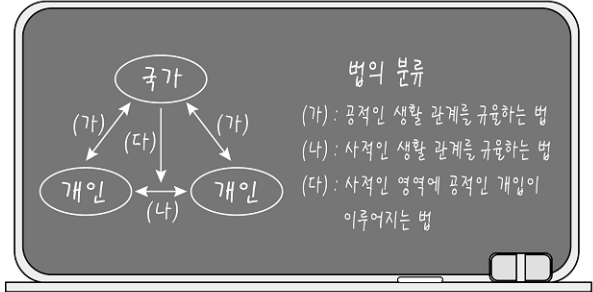 법의 분류
국가
(가)
(다)
(가)
개인
(나)
개인
(가) : 공적인 생활 관계를 규율하는 법
(나) : 사적인 생활 관계를 규율하는 법
(다) : 사적인 영역에 공적인 개입이
이루어지는 법